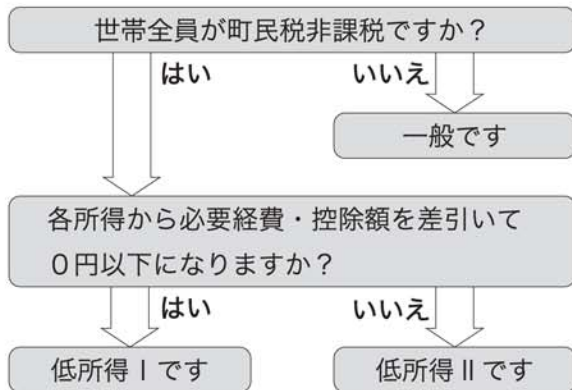 世帯全員が町民税非課税ですか？
はい
いいえ
一般です
各所得から必要経費・控除額を差引いて
０円以下になりますか？
はい
いいえ
低所得Ⅰです
低所得Ⅱです